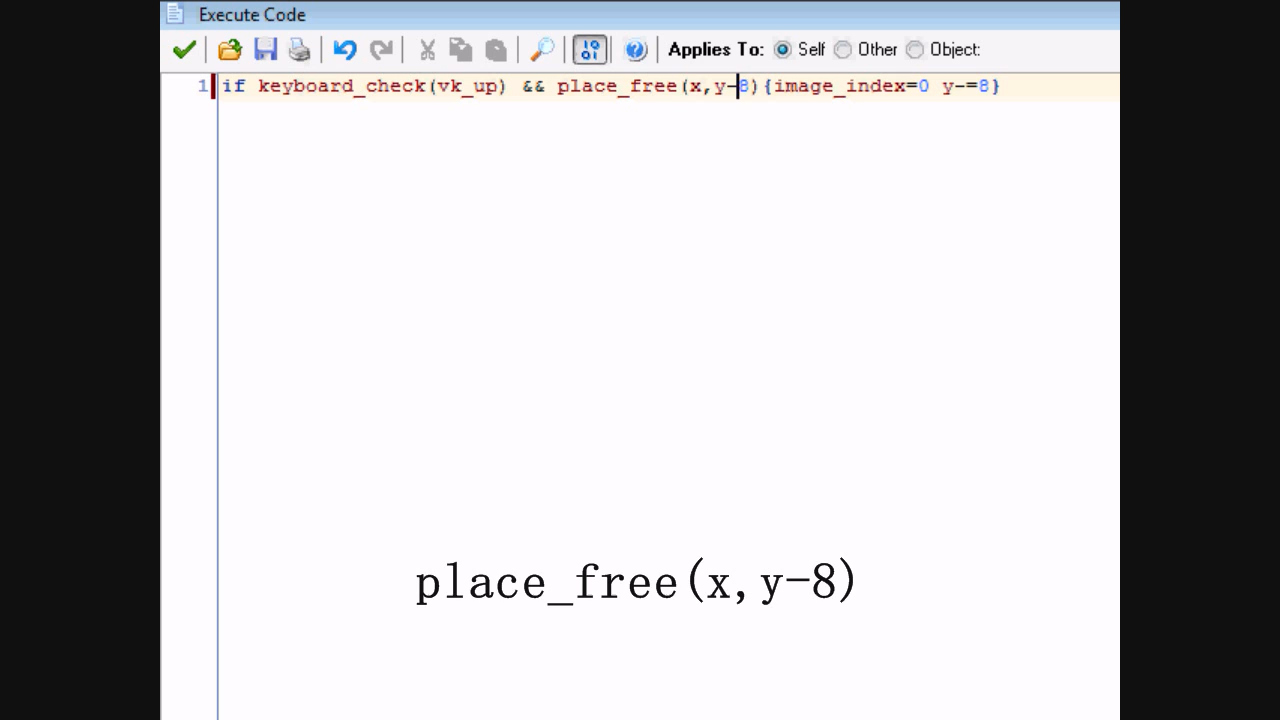 Execute Code
Applies To: Self Other Object:
1 if keyboard_check(vk_up) && place_free(x,y-8){image_index=0 y-=8}
place_free(x,y-8)